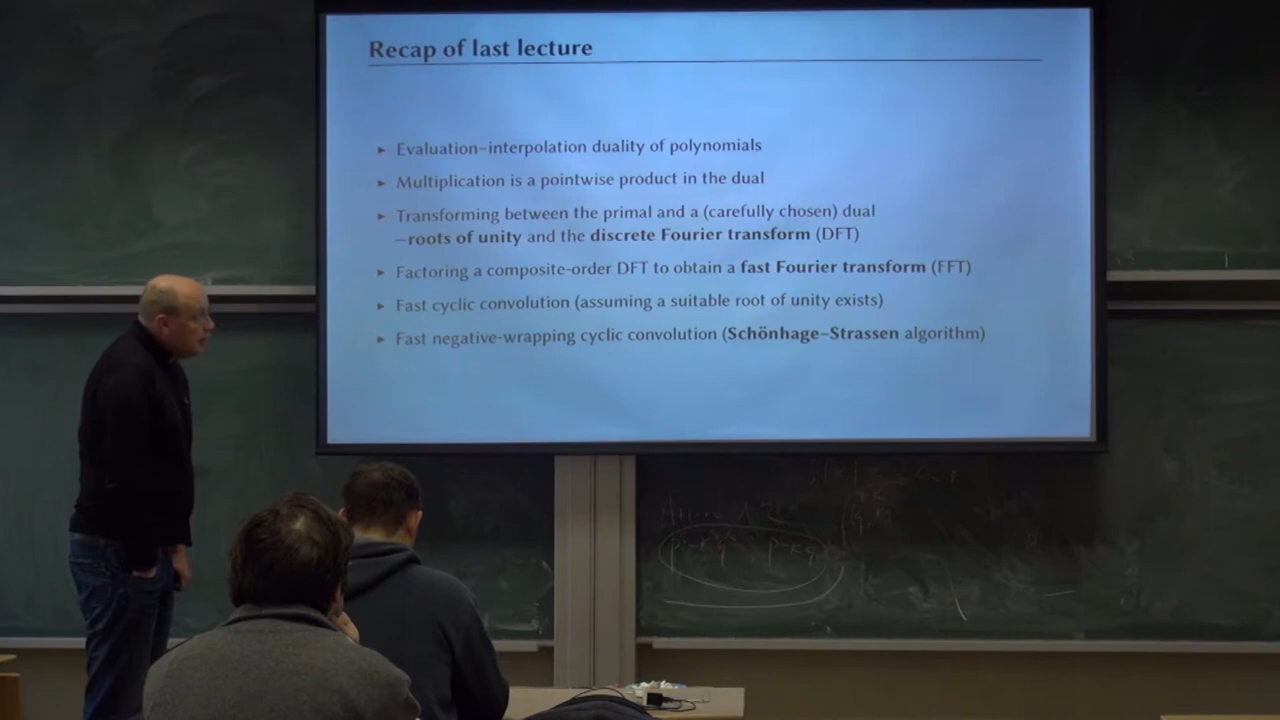 Recap of last lecture
► Evaluation–interpolation duality of polynomials
► Multiplication is a pointwise product in the dual
► Transforming between the primal and a (carefully chosen) dual
—roots of unity and the discrete Fourier transform (DFT)
► Factoring a composite-order DFT to obtain a fast Fourier transform (FFT)
► Fast cyclic convolution (assuming a suitable root of unity exists)
► Fast negative-wrapping cyclic convolution (Schönhage–Strassen algorithm)